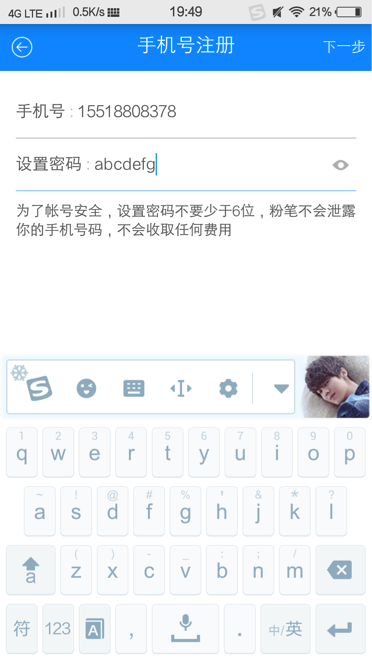 4G LTE 0.5K/s 19:49 21%
手机号注册 下一步
手机号 : 15518808378
设置密码 : abcdefg
为了帐号安全，设置密码不要少于6位，粉笔不会泄露
你的手机号码，不会收取任何费用
S
1 2 3 4 5 6 7 8 9 0
q w e r t y u i o p
~ ! @ # % ' & * ?
a s d f g h j k l
( ) - _ : ; /
a z x c v b n m
符 123 A , . 中/英